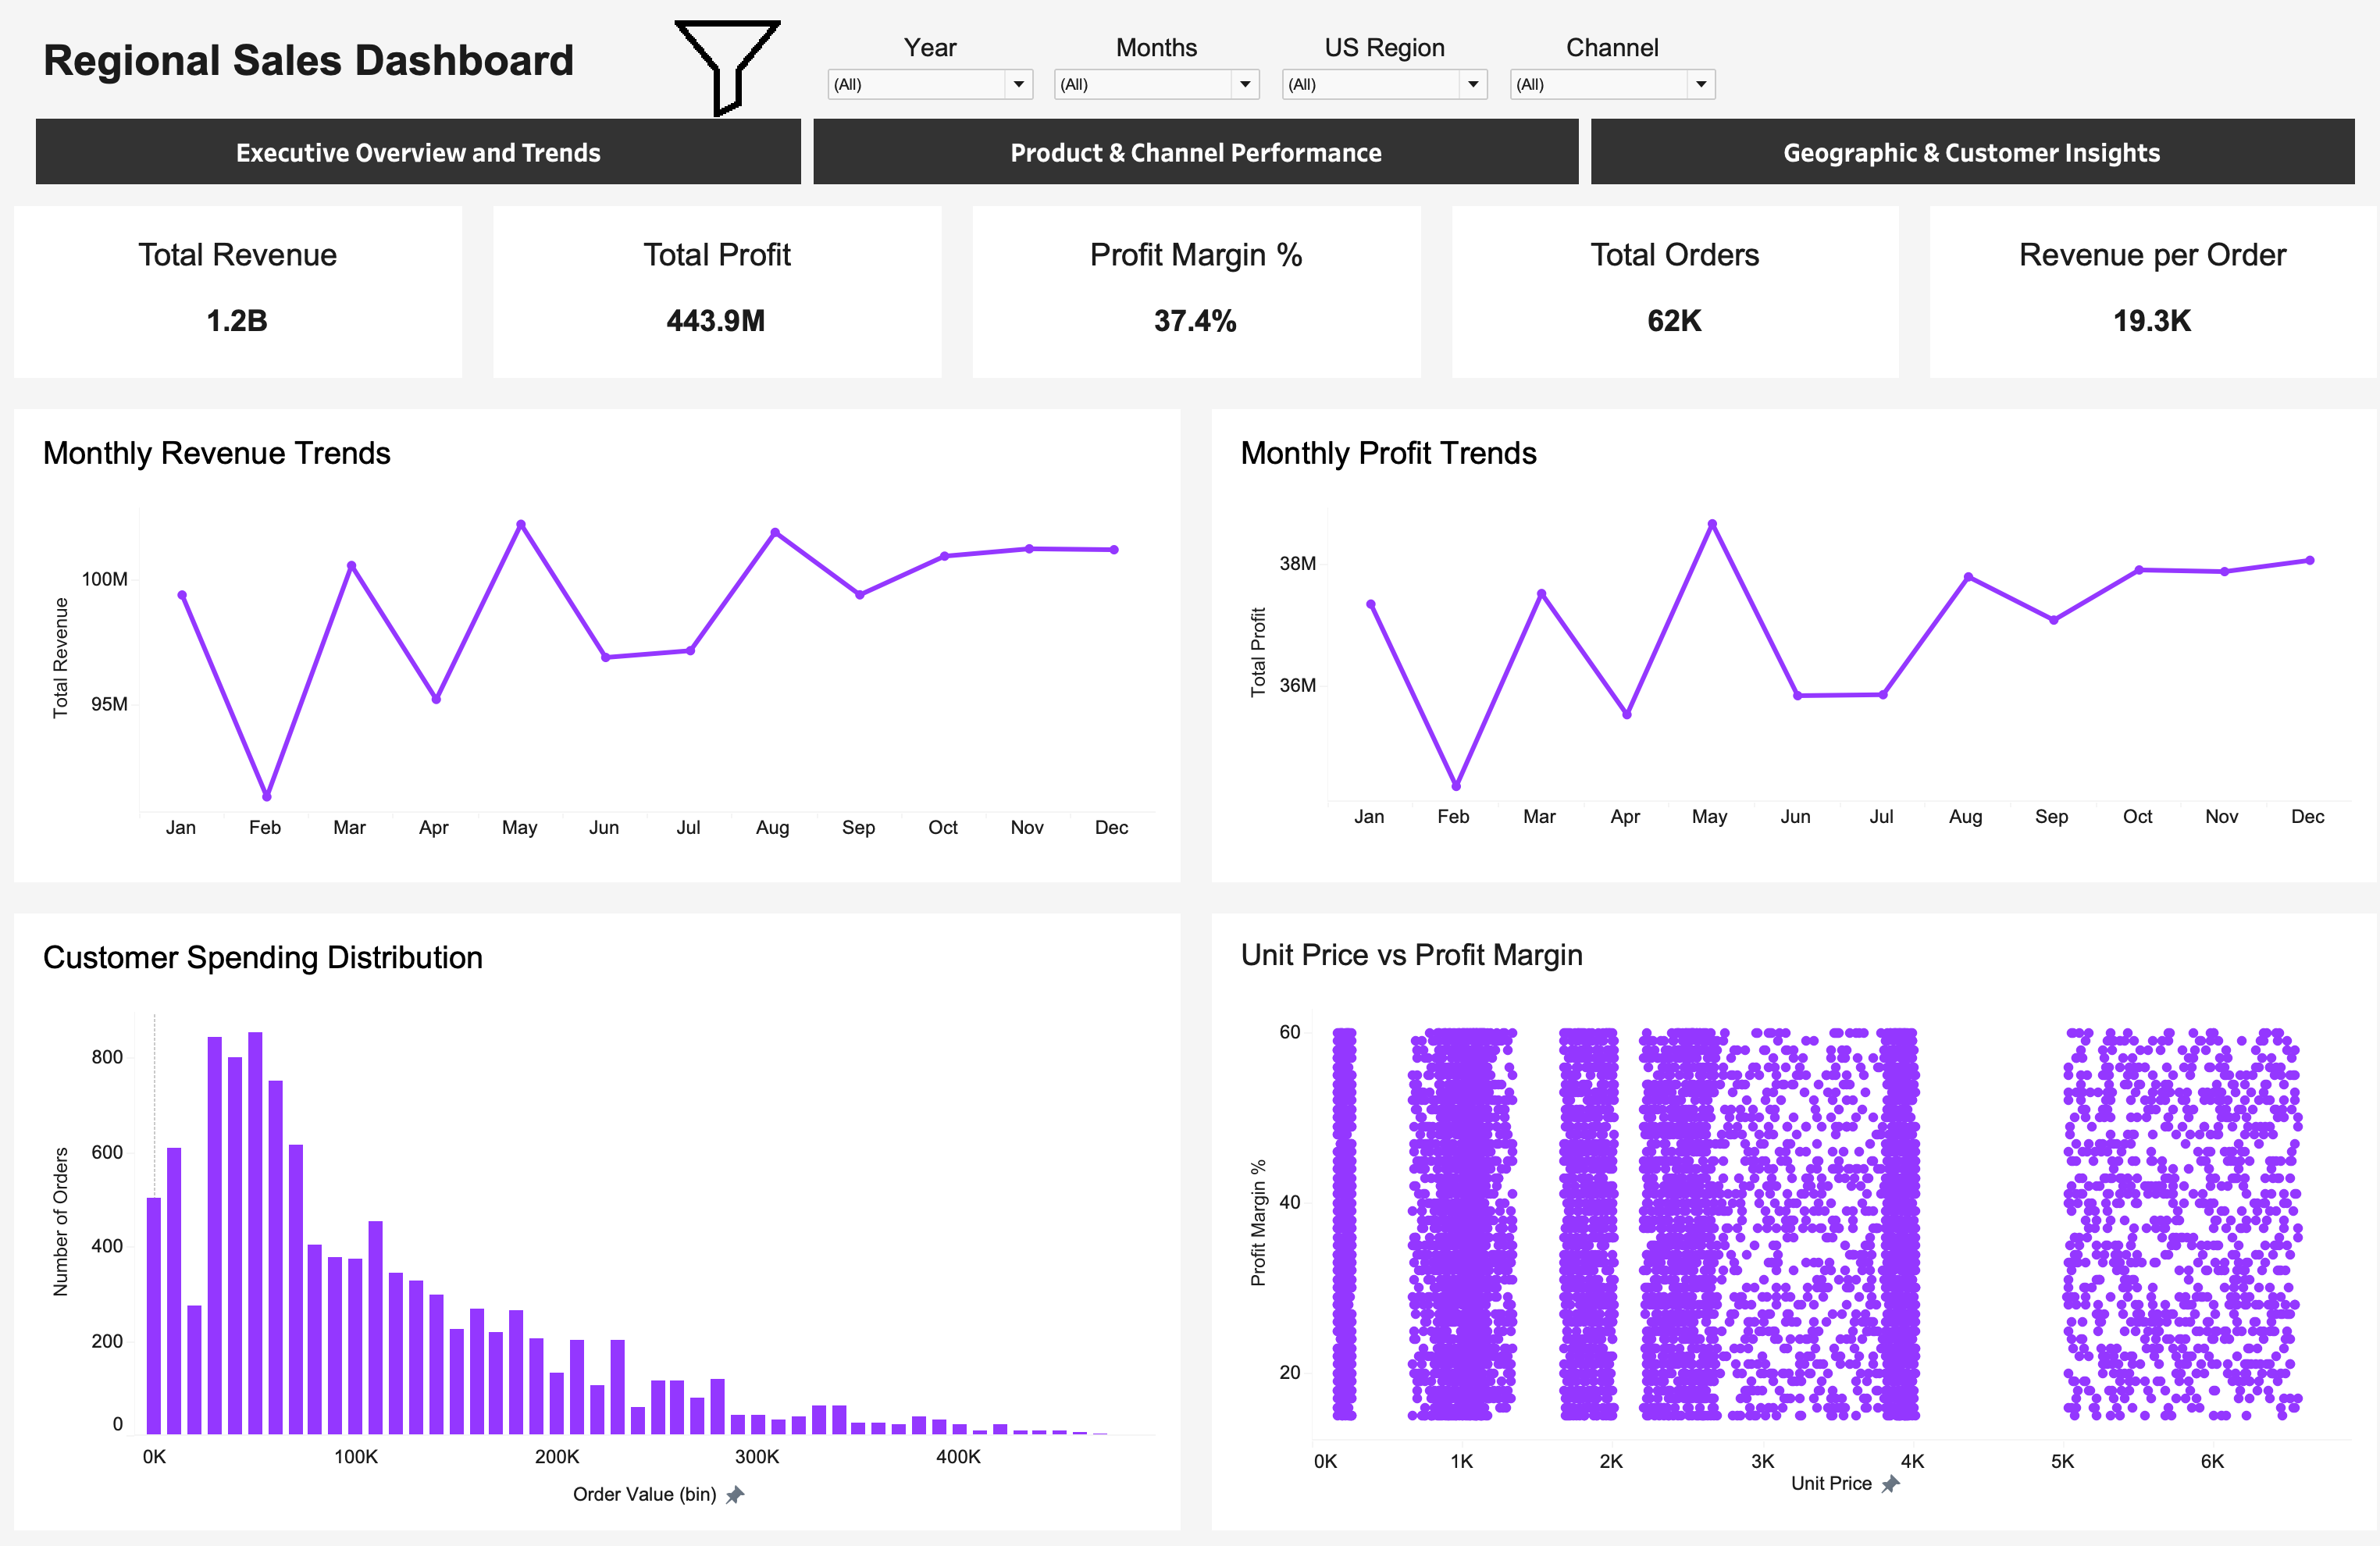 Regional Sales Dashboard
Year
Months
US Region
Channel
(All)
(All)
(All)
(All)
Executive Overview and Trends
Product & Channel Performance
Geographic & Customer Insights
Total Revenue
1.2B
Total Profit
443.9M
Profit Margin %
37.4%
Total Orders
62K
Revenue per Order
19.3K
Monthly Revenue Trends
Total Revenue
100M
95M
Jan Feb Mar Apr May Jun Jul Aug Sep Oct Nov Dec
Monthly Profit Trends
Total Profit
38M
36M
Jan Feb Mar Apr May Jun Jul Aug Sep Oct Nov Dec
Customer Spending Distribution
Number of Orders
800
600
400
200
0
0K 100K 200K 300K 400K
Order Value (bin)
Unit Price vs Profit Margin
Profit Margin %
60
40
20
0K 1K 2K 3K 4K 5K 6K
Unit Price